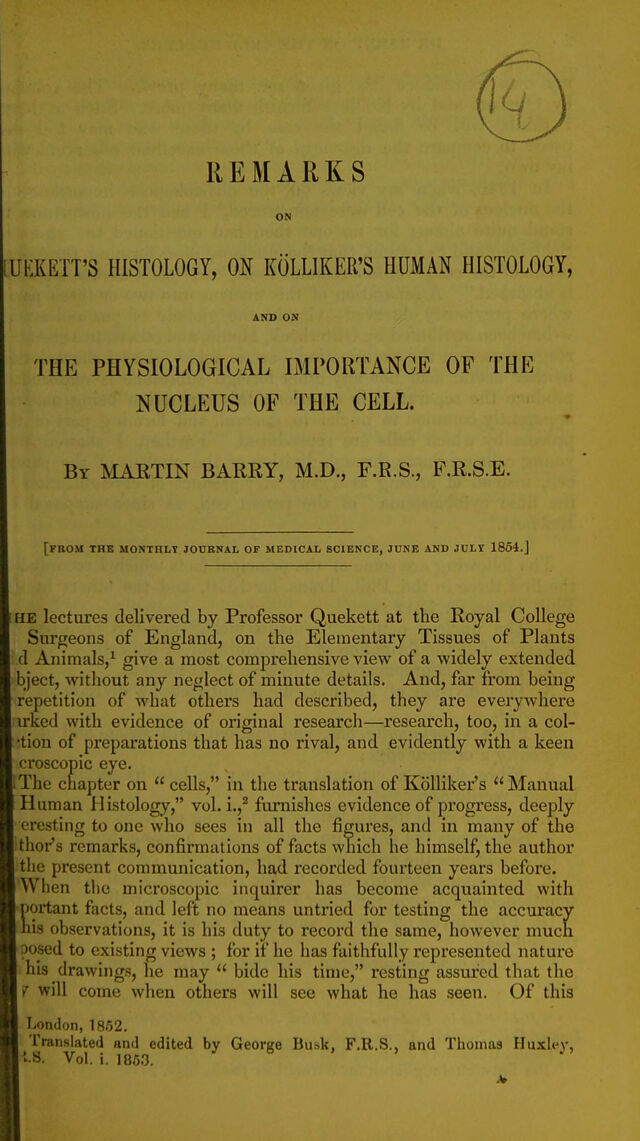 14
REMARKS
ON
UEKETT'S HISTOLOGY, ON KÖLLIKER'S HUMAN HISTOLOGY,
AND ON
THE PHYSIOLOGICAL IMPORTANCE OF THE
NUCLEUS OF THE CELL.
BY MARTIN BARRY, M.D., F.R.S., F.R.S.E.
[FROM THE MONTHLY JOURNAL OF MEDICAL SCIENCE, JUNE AND JULY 1854.]
HE lectures delivered by Professor Quekett at the Royal College
Surgeons of England, on the Elementary Tissues of Plants
d Animals,¹ give a most comprehensive view of a widely extended
bject, without any neglect of minute details. And, far from being
repetition of what others had described, they are everywhere
rked with evidence of original research—research, too, in a col-
tion of preparations that has no rival, and evidently with a keen
croscopic eye.
The chapter on "cells," in the translation of Kölliker's "Manual
Human Histology," vol. i.,² furnishes evidence of progress, deeply
eresting to one who sees in all the figures, and in many of the
thor's remarks, confirmations of facts which he himself, the author
the present communication, had recorded fourteen years before.
When the microscopic inquirer has become acquainted with
portant facts, and left no means untried for testing the accuracy
his observations, it is his duty to record the same, however much
posed to existing views; for if he has faithfully represented nature
his drawings, he may "bide his time," resting assured that the
r will come when others will see what he has seen. Of this
London, 1852.
Translated and edited by George Busk, F.R.S., and Thomas Huxley,
.S. Vol. i. 1853.
A